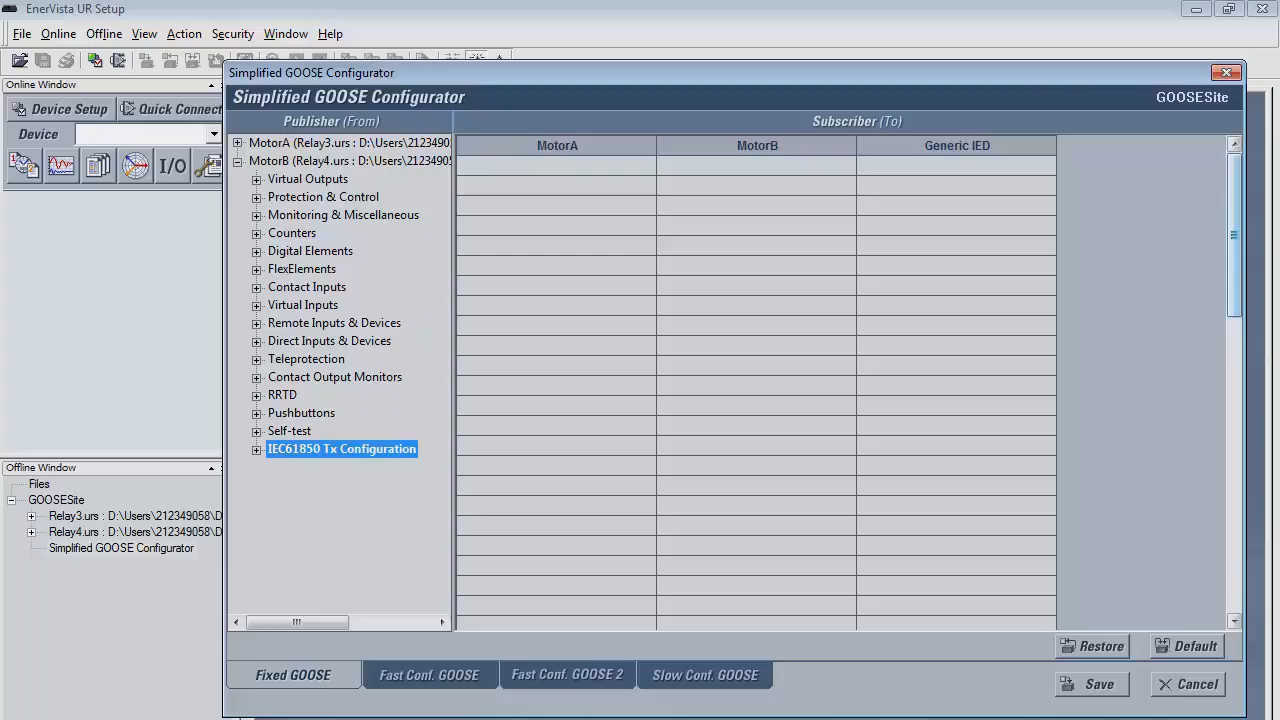 EnerVista UR Setup
File Online Offline View Action Security Window Help
Online Window
Device Setup Quick Connect
Device
I/O
Offline Window
Files
GOOSESite
Relay3.urs : D:\Users\212349058\D
Relay4.urs : D:\Users\212349058\D
Simplified GOOSE Configurator
Simplified GOOSE Configurator
Simplified GOOSE Configurator GOOSESite
Publisher (From) Subscriber (To)
MotorA (Relay3.urs : D:\Users\2123490
MotorB (Relay4.urs : D:\Users\2123490
Virtual Outputs
Protection & Control
Monitoring & Miscellaneous
Counters
Digital Elements
FlexElements
Contact Inputs
Virtual Inputs
Remote Inputs & Devices
Direct Inputs & Devices
Teleprotection
Contact Output Monitors
RRTD
Pushbuttons
Self-test
IEC61850 Tx Configuration
MotorA MotorB Generic IED
Restore Default
Fixed GOOSE Fast Conf. GOOSE Fast Conf. GOOSE 2 Slow Conf. GOOSE
Save Cancel